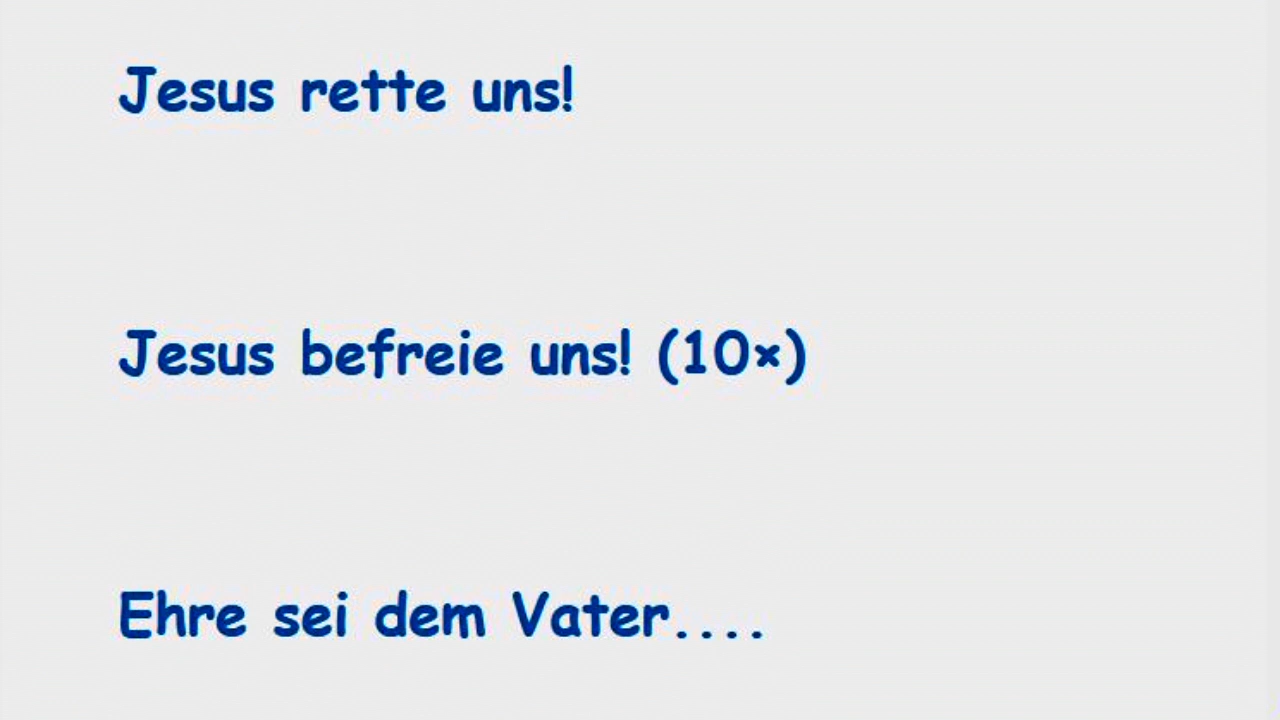 Jesus rette uns!
Jesus befreie uns! (10×)
Ehre sei dem Vater....